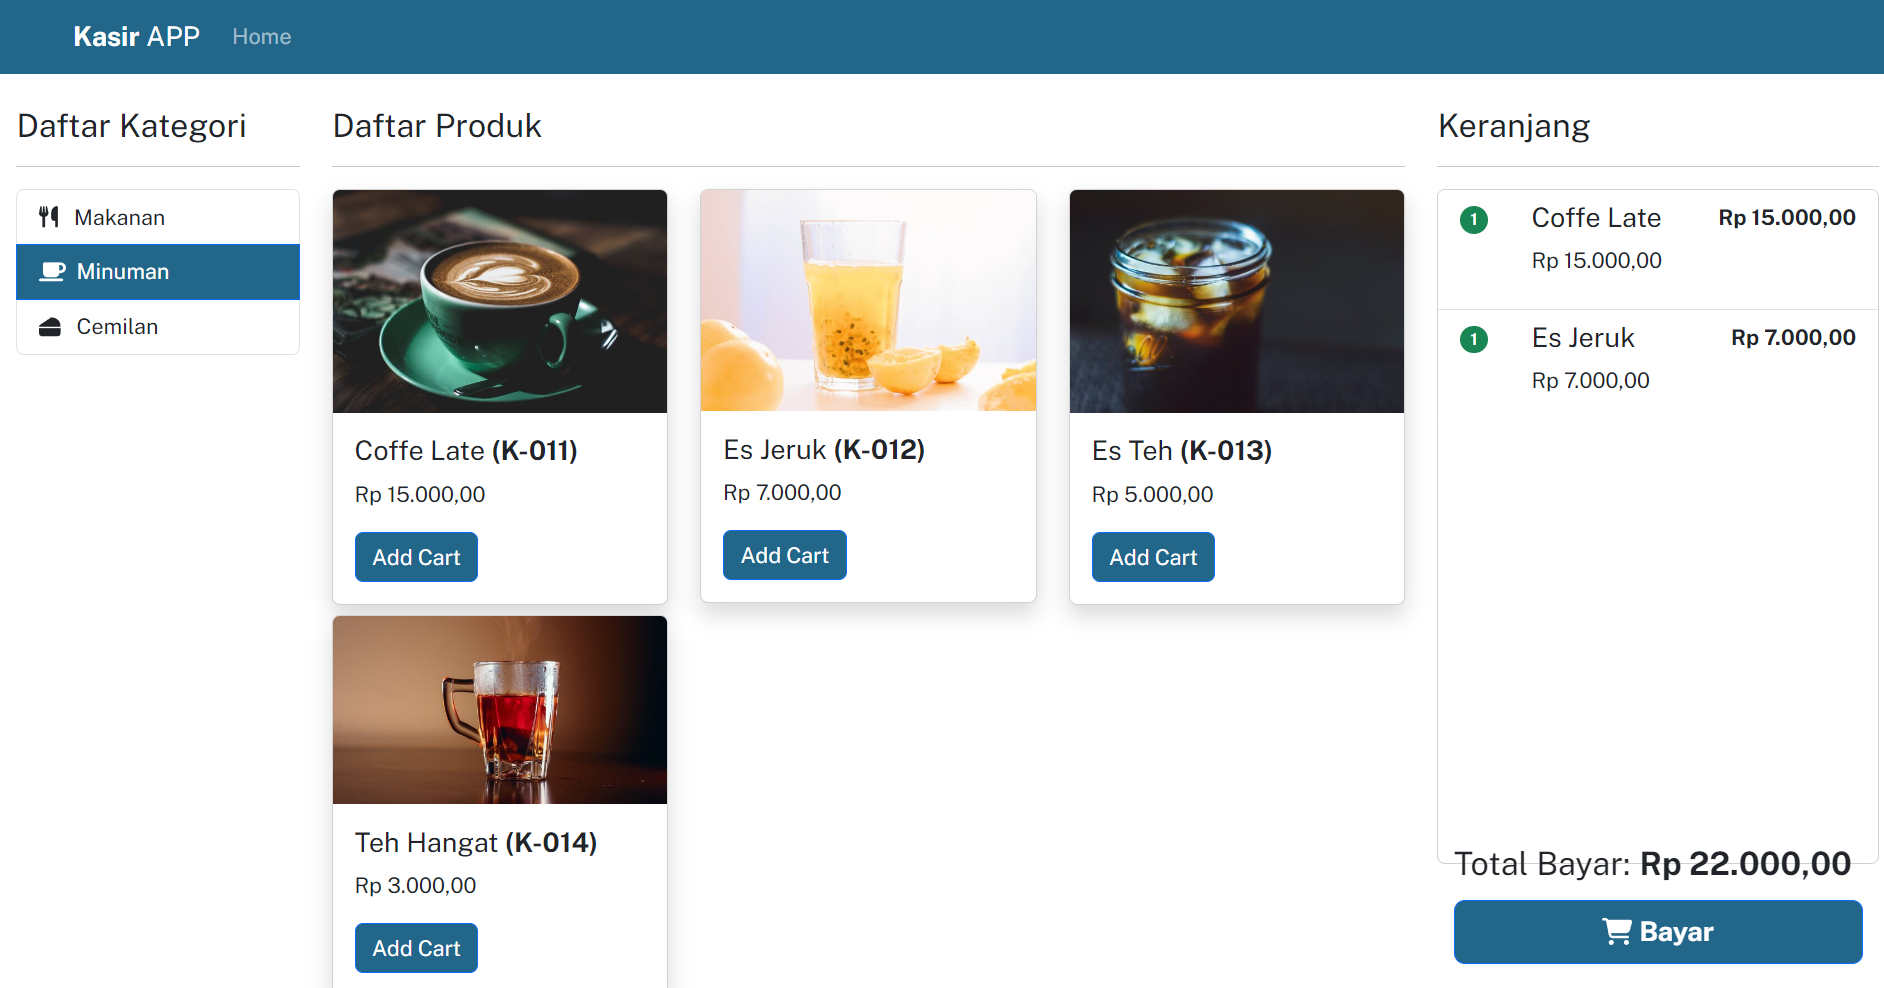 Kasir APP Home
Daftar Kategori
Makanan
Minuman
Cemilan
Daftar Produk
Coffe Late (K-011)
Rp 15.000,00
Add Cart
Es Jeruk (K-012)
Rp 7.000,00
Add Cart
Es Teh (K-013)
Rp 5.000,00
Add Cart
Teh Hangat (K-014)
Rp 3.000,00
Add Cart
Keranjang
1 Coffe Late Rp 15.000,00
Rp 15.000,00
1 Es Jeruk Rp 7.000,00
Rp 7.000,00
Total Bayar: Rp 22.000,00
Bayar